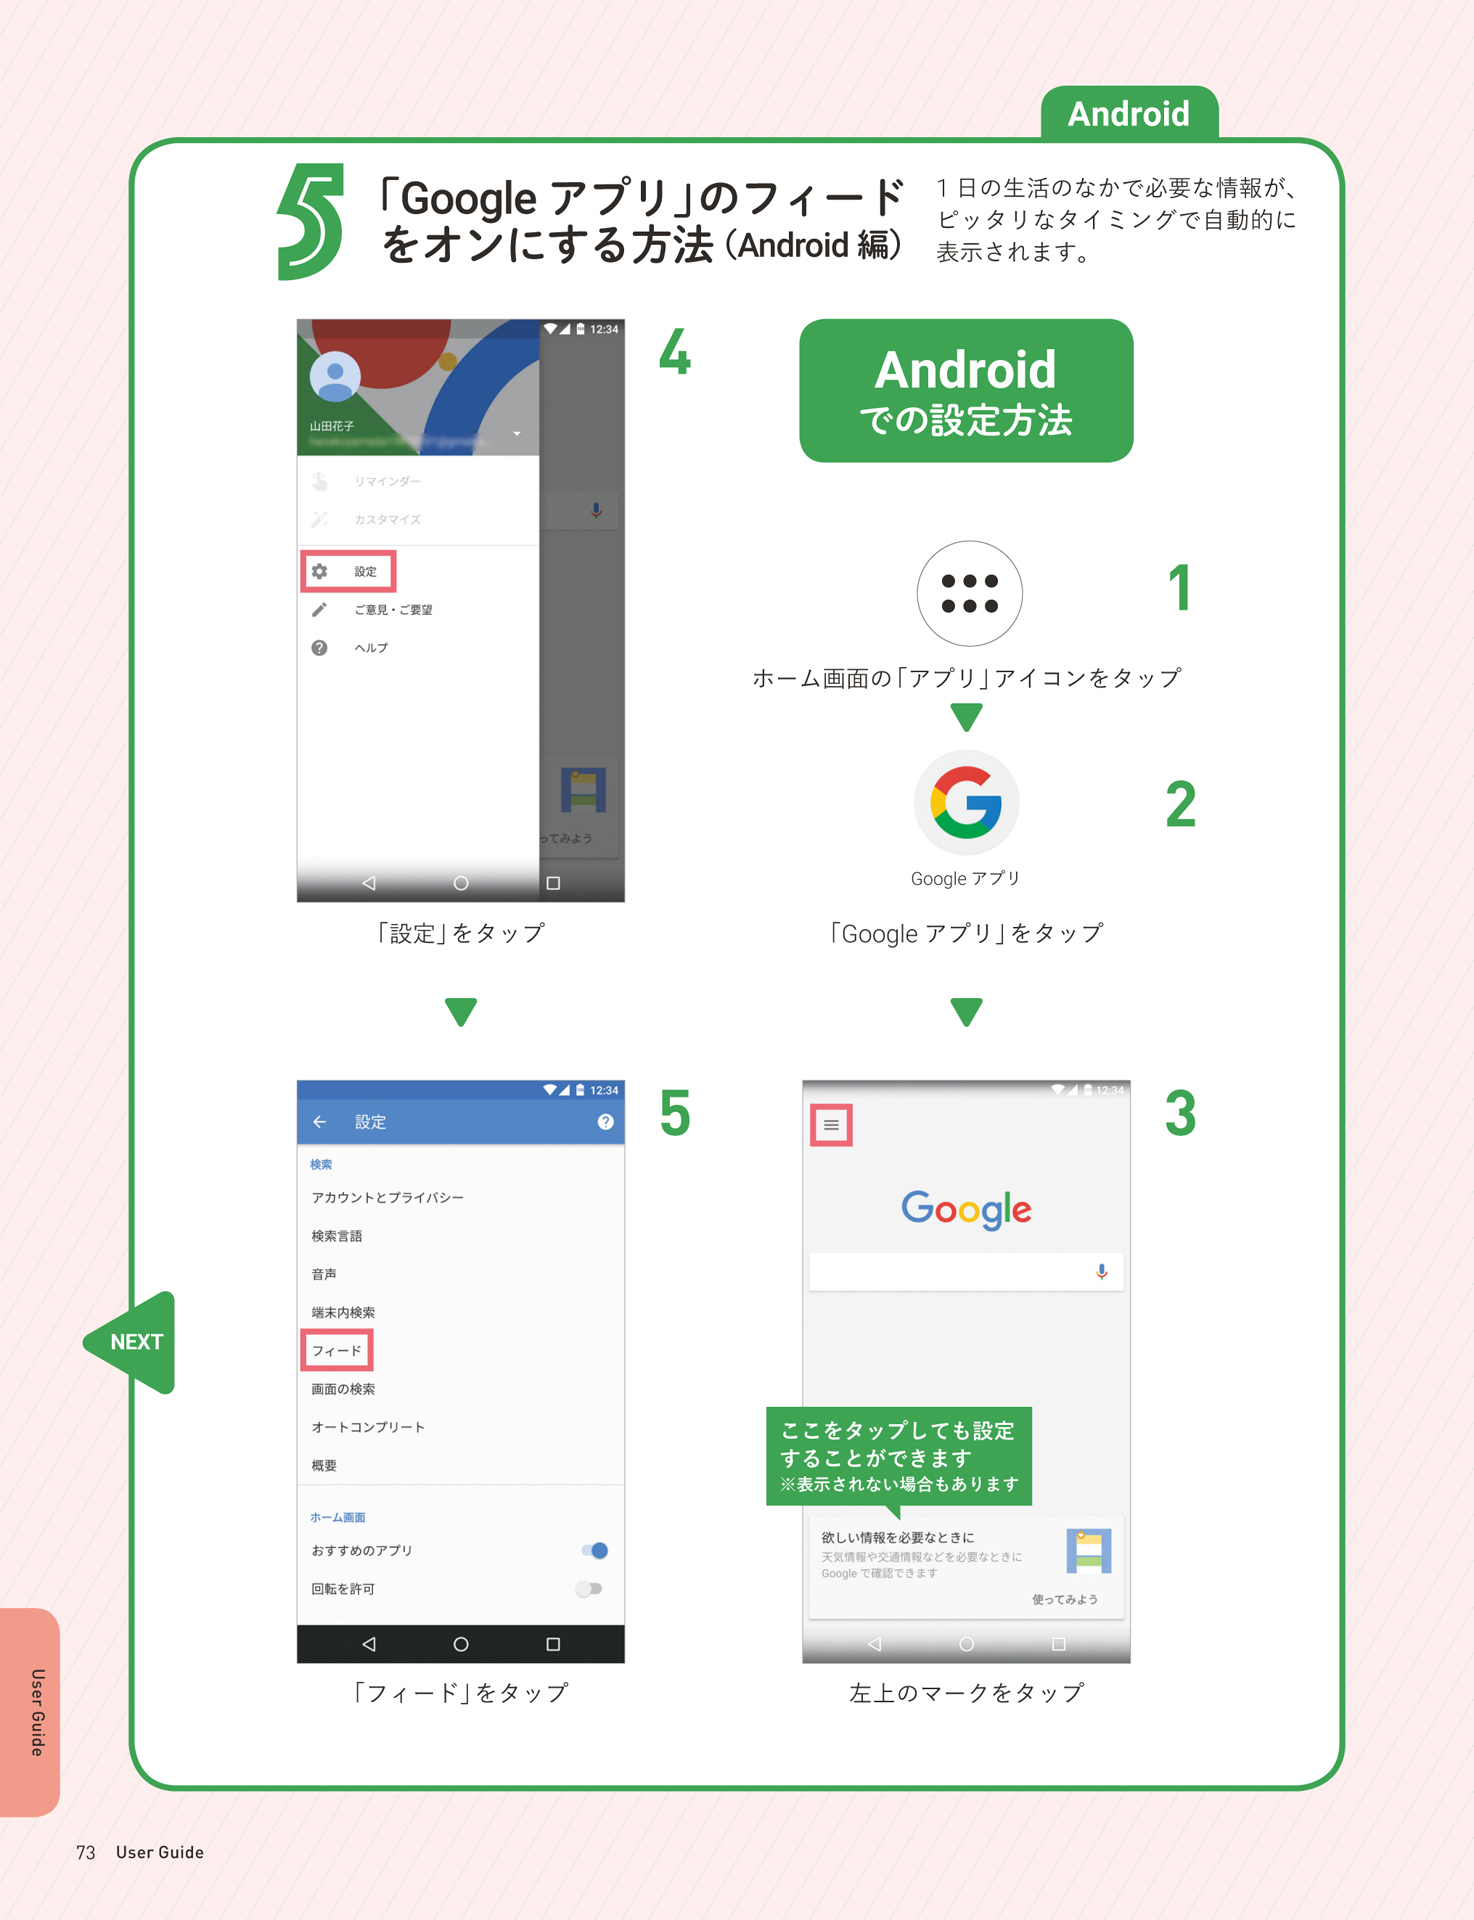 Android
5
「Google アプリ」のフィード
をオンにする方法（Android 編）
1 日の生活のなかで必要な情報が、
ピッタリなタイミングで自動的に
表示されます。
Android
での設定方法
1
ホーム画面の「アプリ」アイコンをタップ
2
Google アプリ
「Google アプリ」をタップ
3
12:34
Google
ここをタップしても設定
することができます
※表示されない場合もあります
欲しい情報を必要なときに
天気情報や交通情報などを必要なときに
Google で確認できます
使ってみよう
左上のマークをタップ
4
12:34
山田花子
リマインダー
カスタマイズ
設定
ご意見・ご要望
ヘルプ
ってみよう
「設定」をタップ
5
12:34
設定
検索
アカウントとプライバシー
検索言語
音声
端末内検索
フィード
画面の検索
オートコンプリート
概要
ホーム画面
おすすめのアプリ
回転を許可
「フィード」をタップ
NEXT
User Guide
73 User Guide